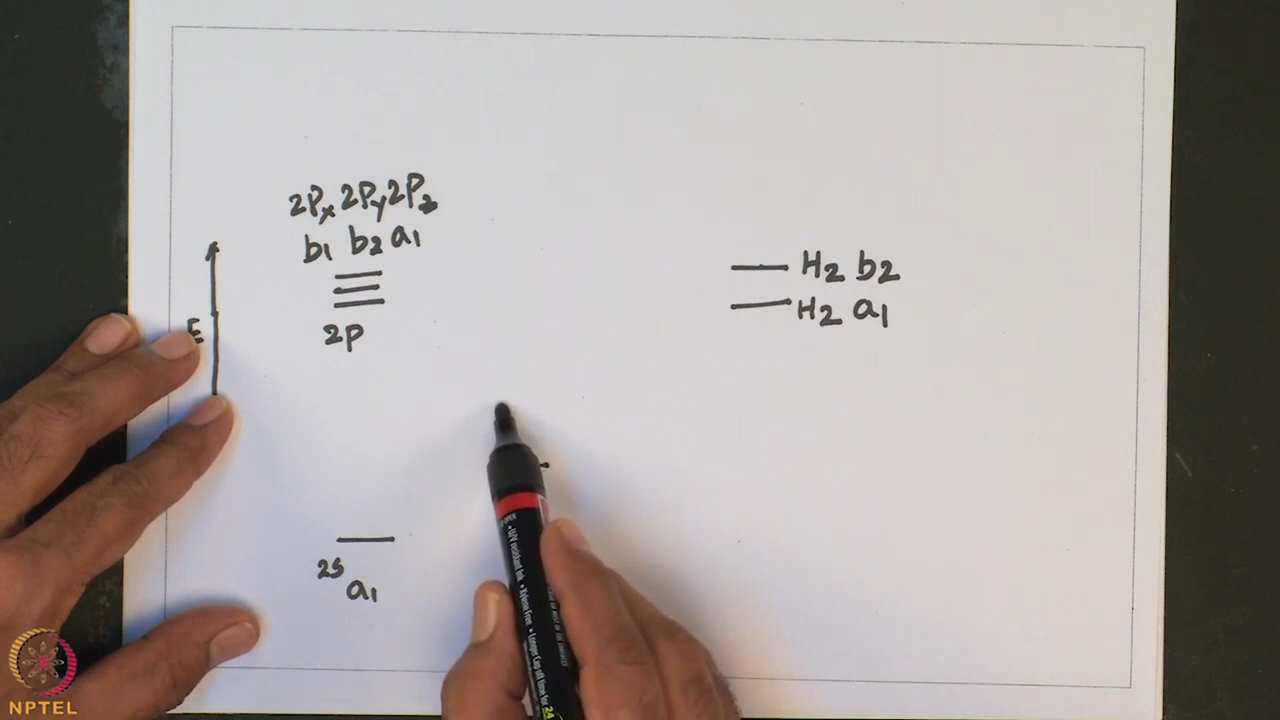 2Px 2Py 2Pz
b1 b2 a1
2P
E
2s
a1
H2 b2
H2 a1
NPTEL